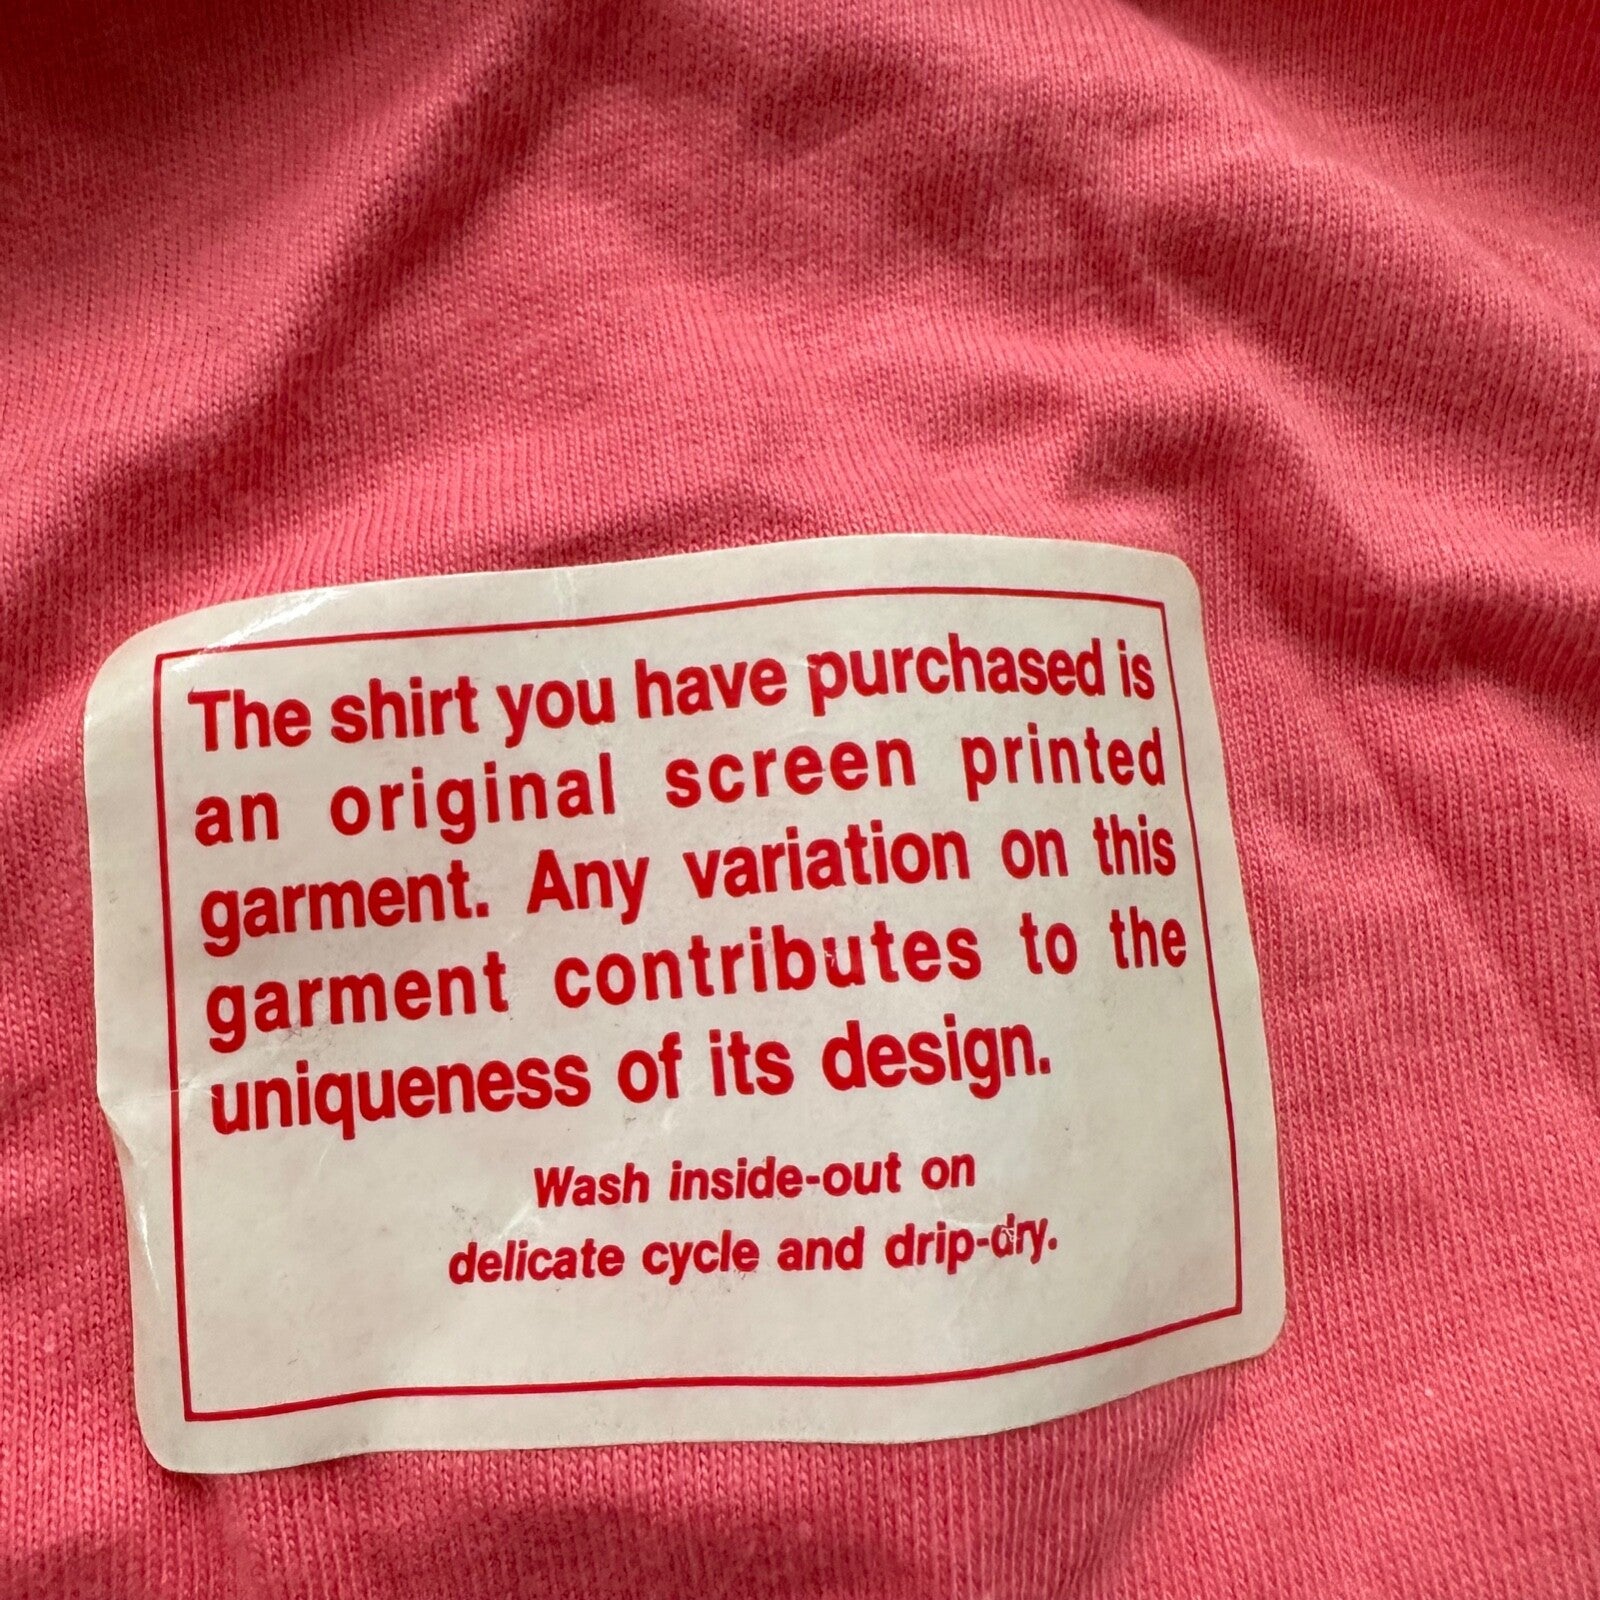 The shirt you have purchased is
an original screen printed
garment. Any variation on this
garment contributes to the
uniqueness of its design.
Wash inside-out on
delicate cycle and drip-dry.